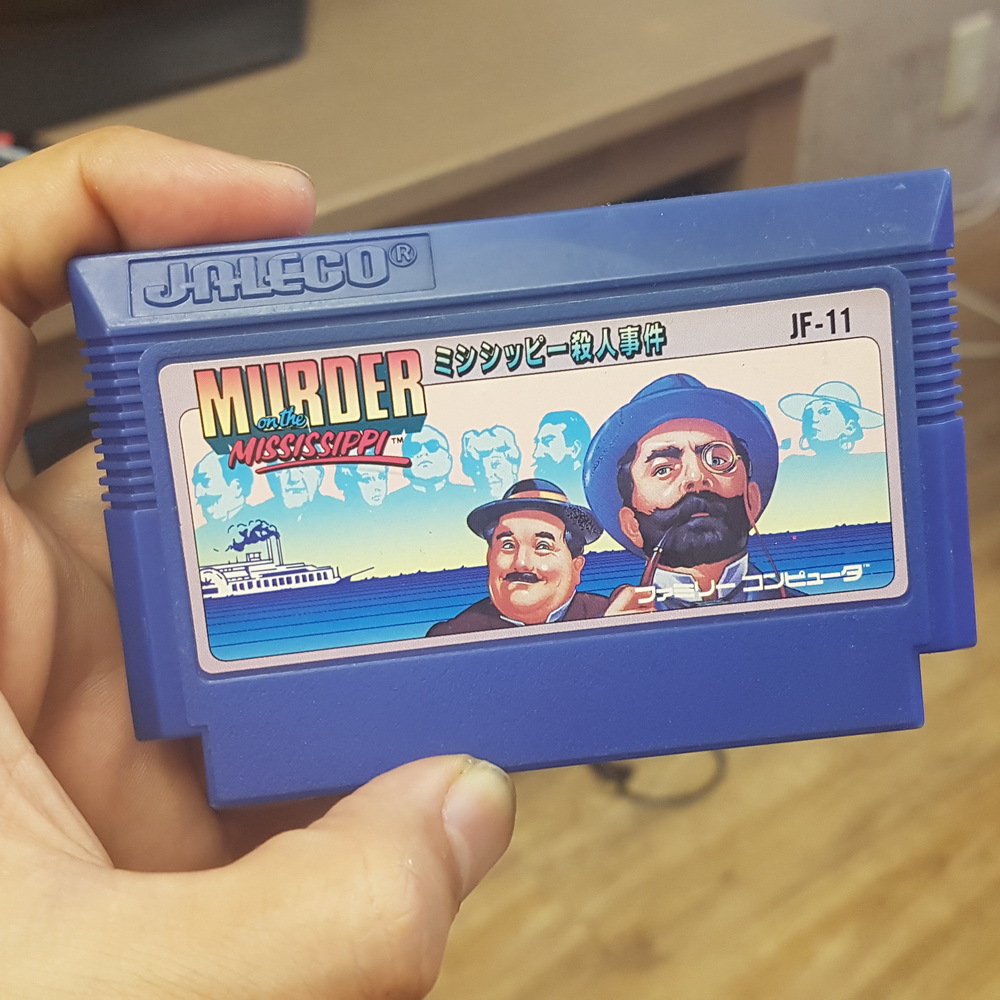 JALECO®
MURDER
on the
MISSISSIPPI™
ミシシッピー殺人事件
JF-11
ファミリーコンピュータ™